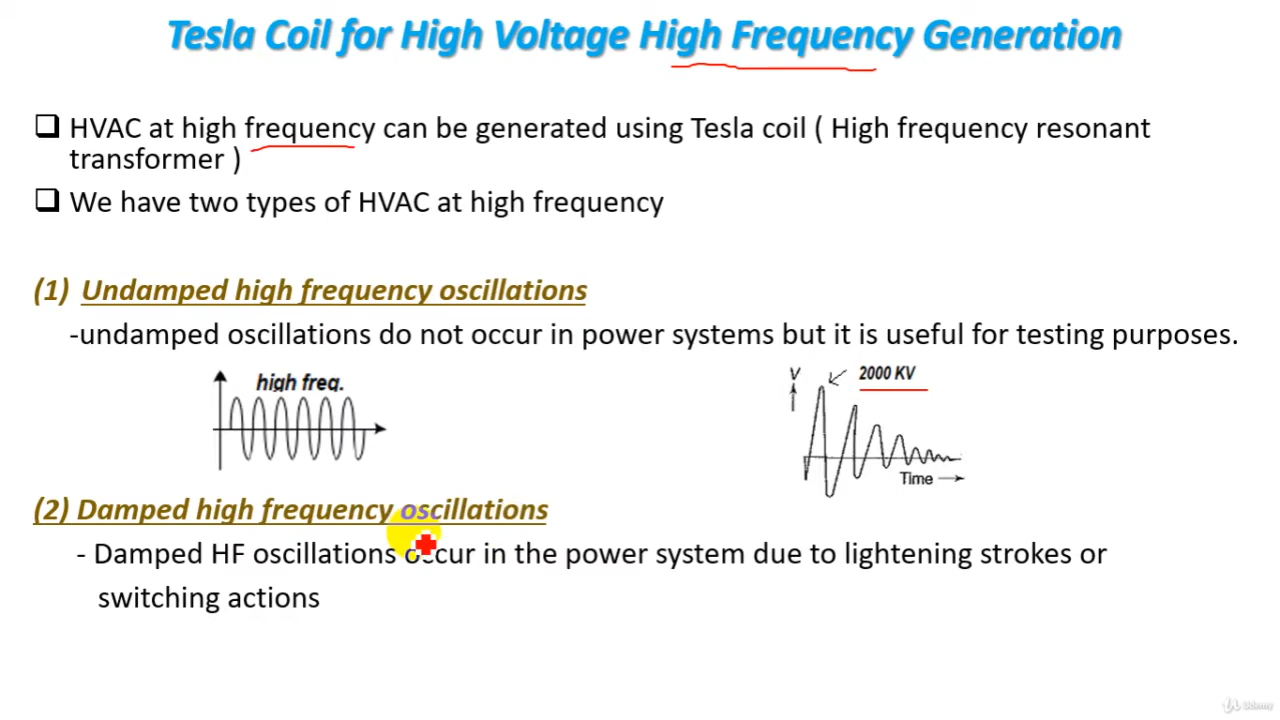 Tesla Coil for High Voltage High Frequency Generation
❑ HVAC at high frequency can be generated using Tesla coil ( High frequency resonant
transformer )
❑ We have two types of HVAC at high frequency
(1) Undamped high frequency oscillations
-undamped oscillations do not occur in power systems but it is useful for testing purposes.
high freq.
V
2000 KV
Time
(2) Damped high frequency oscillations
- Damped HF oscillations occur in the power system due to lightening strokes or
switching actions
Udemy